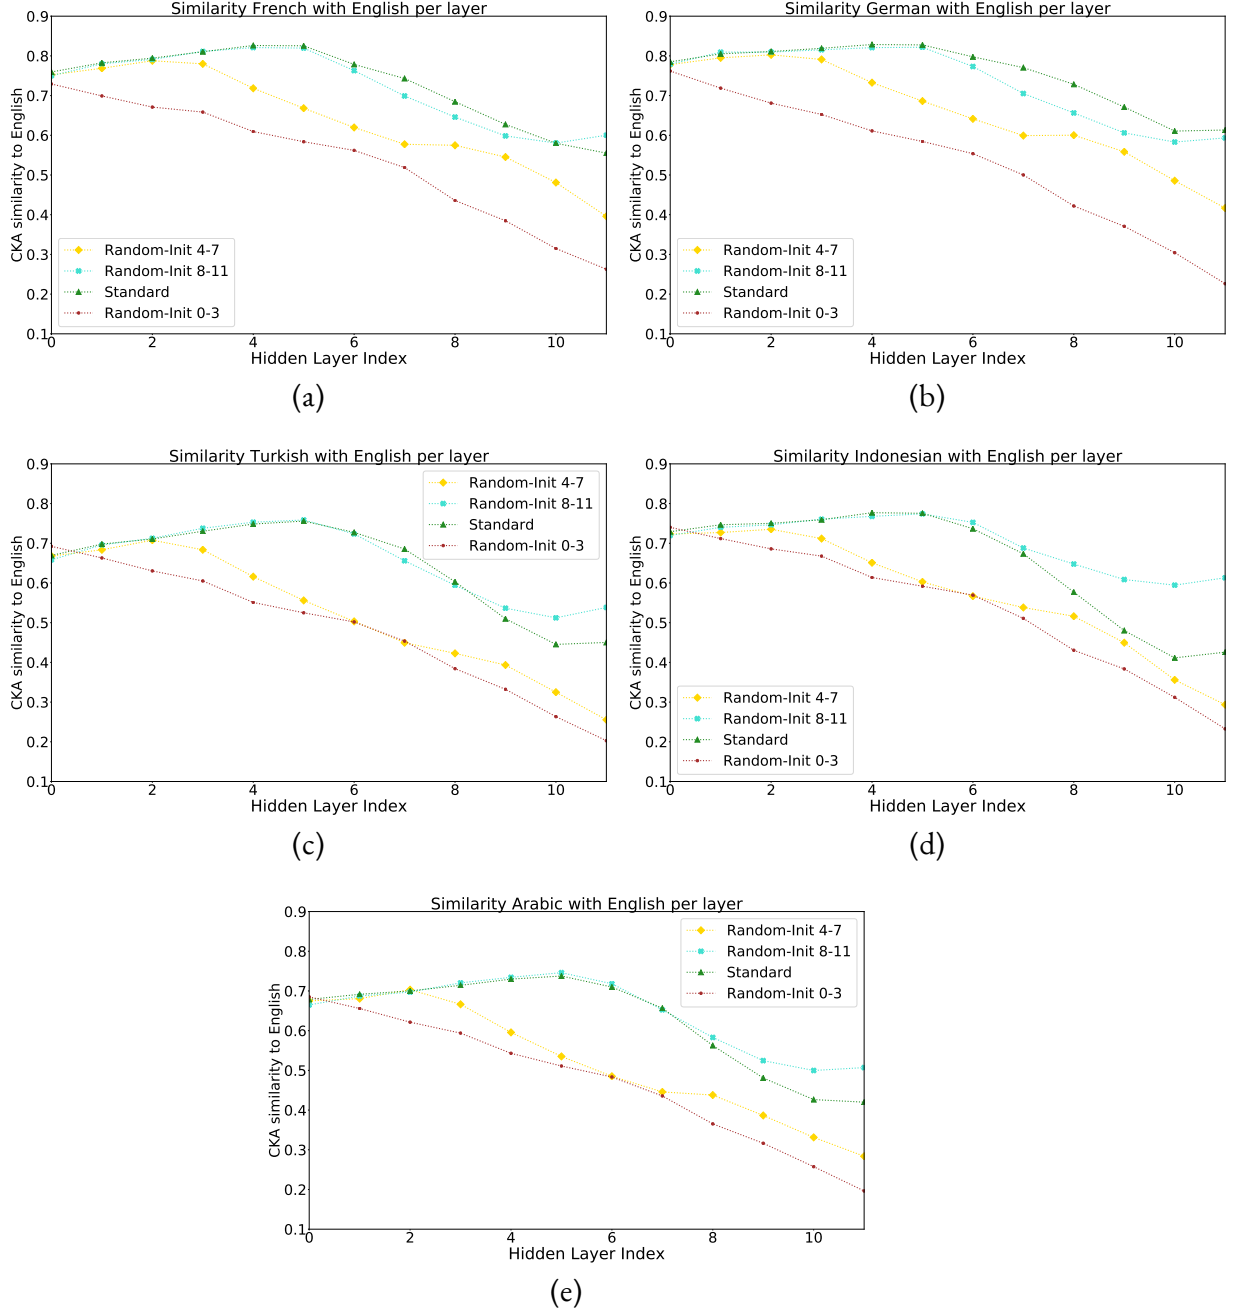 Similarity French with English per layer
CKA similarity to English
0.9
0.8
0.7
0.6
0.5
0.4
0.3
0.2
0.1
Random-Init 4-7
Random-Init 8-11
Standard
Random-Init 0-3
0 2 4 6 8 10
Hidden Layer Index
(a)
Similarity German with English per layer
CKA similarity to English
0.9
0.8
0.7
0.6
0.5
0.4
0.3
0.2
0.1
Random-Init 4-7
Random-Init 8-11
Standard
Random-Init 0-3
0 2 4 6 8 10
Hidden Layer Index
(b)
Similarity Turkish with English per layer
CKA similarity to English
0.9
0.8
0.7
0.6
0.5
0.4
0.3
0.2
0.1
Random-Init 4-7
Random-Init 8-11
Standard
Random-Init 0-3
0 2 4 6 8 10
Hidden Layer Index
(c)
Similarity Indonesian with English per layer
CKA similarity to English
0.9
0.8
0.7
0.6
0.5
0.4
0.3
0.2
0.1
Random-Init 4-7
Random-Init 8-11
Standard
Random-Init 0-3
0 2 4 6 8 10
Hidden Layer Index
(d)
Similarity Arabic with English per layer
CKA similarity to English
0.9
0.8
0.7
0.6
0.5
0.4
0.3
0.2
0.1
Random-Init 4-7
Random-Init 8-11
Standard
Random-Init 0-3
0 2 4 6 8 10
Hidden Layer Index
(e)